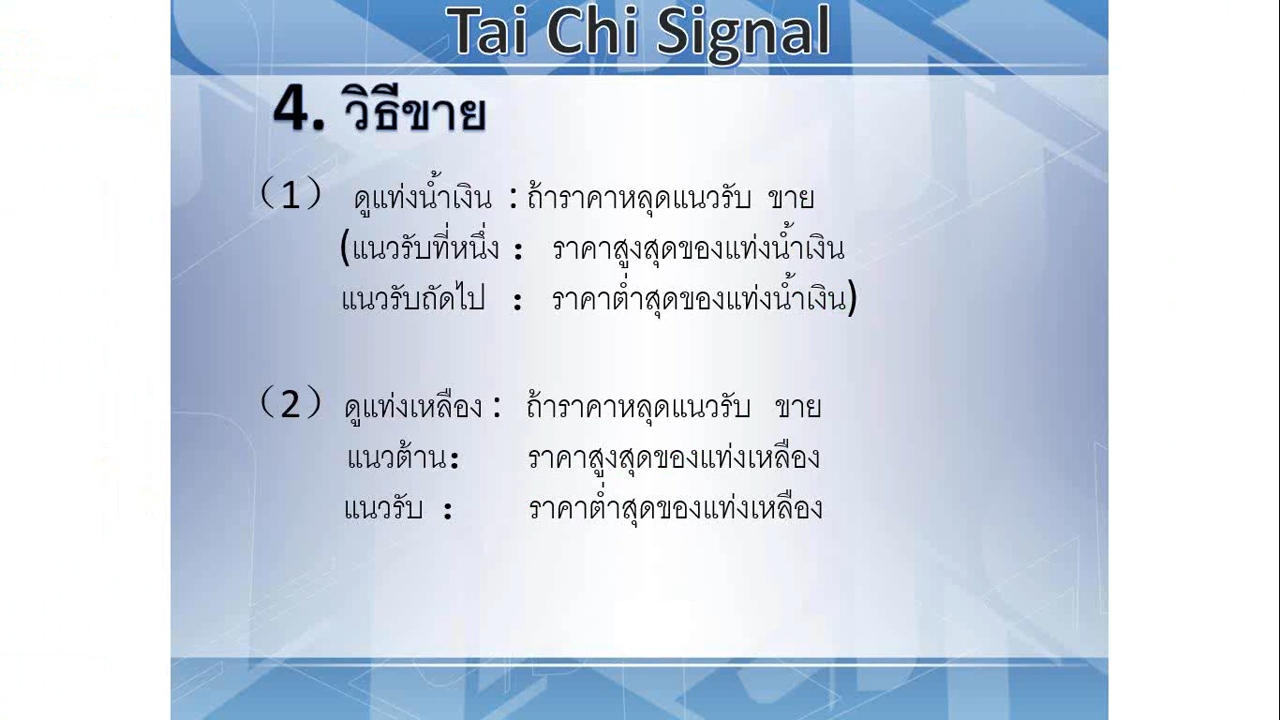 Tai Chi Signal
4. วิธีขาย
（1） ดูแท่งน้ำเงิน : ถ้าราคาหลุดแนวรับ ขาย
(แนวรับที่หนึ่ง : ราคาสูงสุดของแท่งน้ำเงิน
แนวรับถัดไป : ราคาต่ำสุดของแท่งน้ำเงิน)
（2） ดูแท่งเหลือง : ถ้าราคาหลุดแนวรับ ขาย
แนวต้าน : ราคาสูงสุดของแท่งเหลือง
แนวรับ : ราคาต่ำสุดของแท่งเหลือง